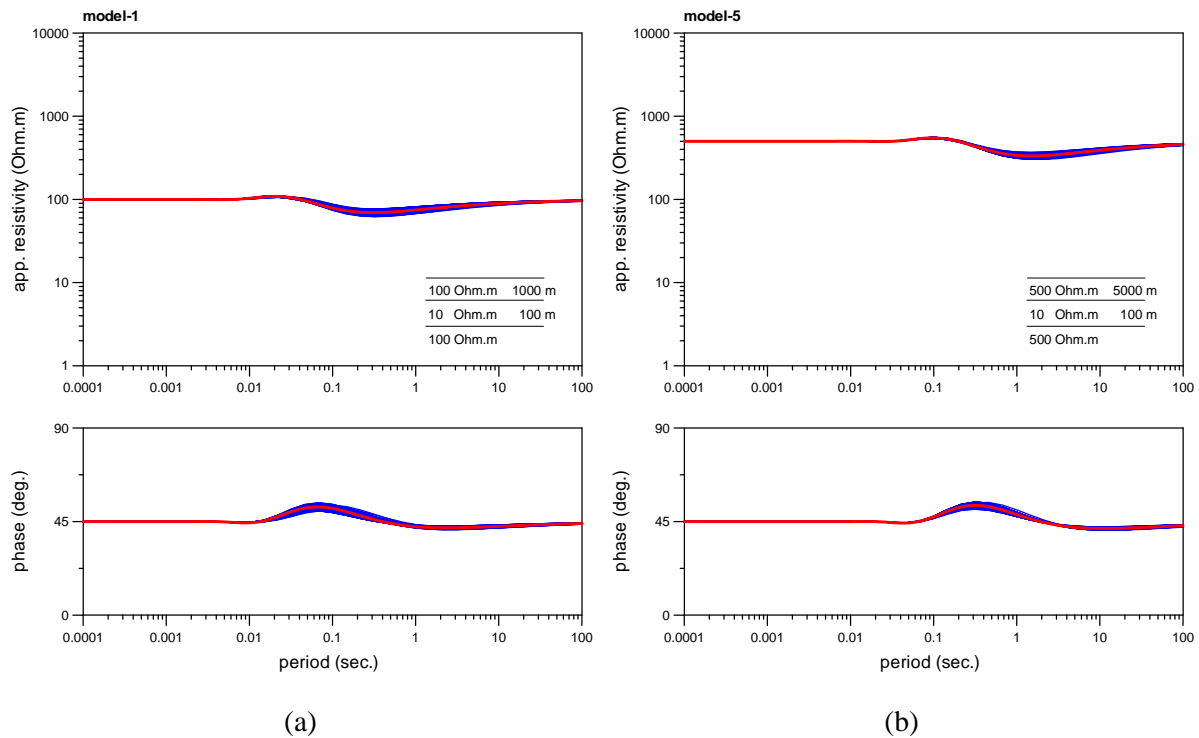 model-1
10000
1000
100
10
1
app. resistivity (Ohm.m)
100 Ohm.m 1000 m
10 Ohm.m 100 m
100 Ohm.m
0.0001 0.001 0.01 0.1 1 10 100
90
45
0
phase (deg.)
0.0001 0.001 0.01 0.1 1 10 100
period (sec.)
(a)
model-5
10000
1000
100
10
1
app. resistivity (Ohm.m)
500 Ohm.m 5000 m
10 Ohm.m 100 m
500 Ohm.m
0.0001 0.001 0.01 0.1 1 10 100
90
45
0
phase (deg.)
0.0001 0.001 0.01 0.1 1 10 100
period (sec.)
(b)